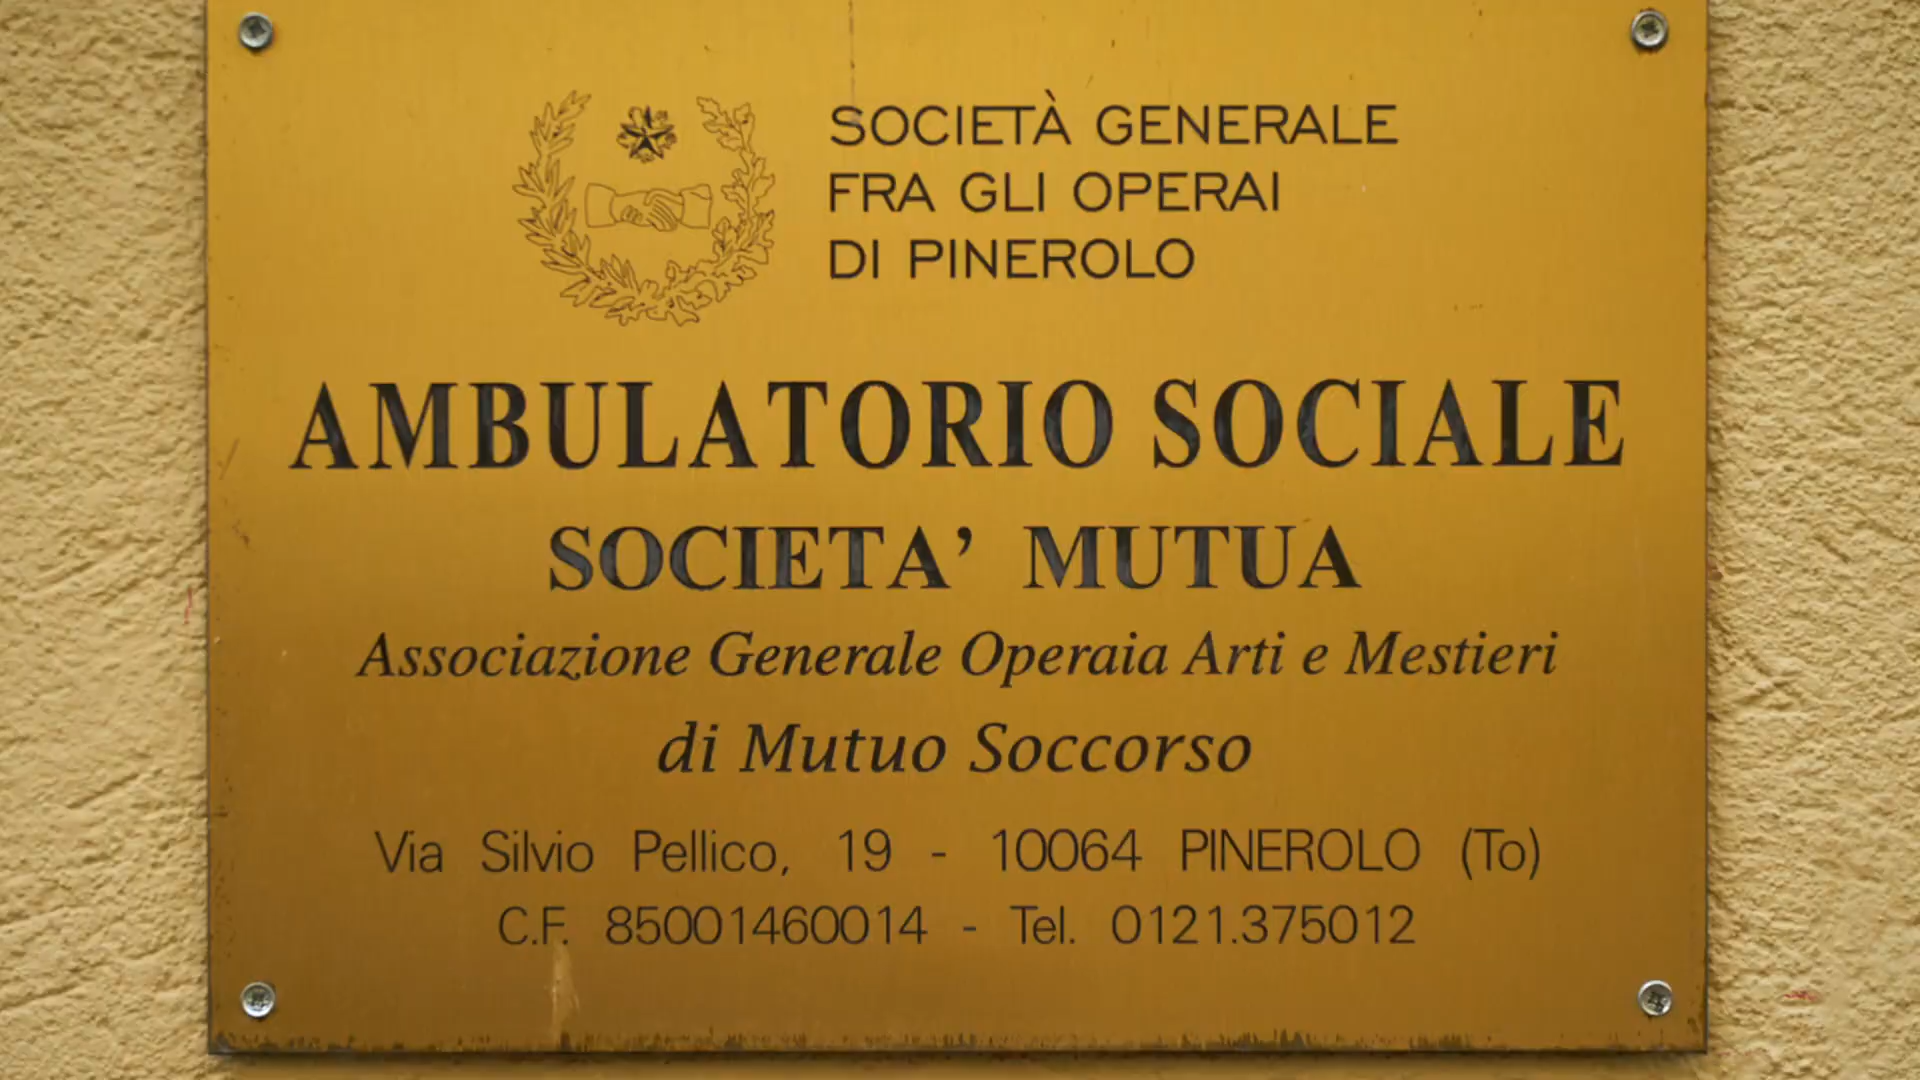 SOCIETÀ GENERALE
FRA GLI OPERAI
DI PINEROLO
AMBULATORIO SOCIALE
SOCIETA’ MUTUA
Associazione Generale Operaia Arti e Mestieri
di Mutuo Soccorso
Via Silvio Pellico, 19 - 10064 PINEROLO (To)
C.F. 85001460014 - Tel. 0121.375012